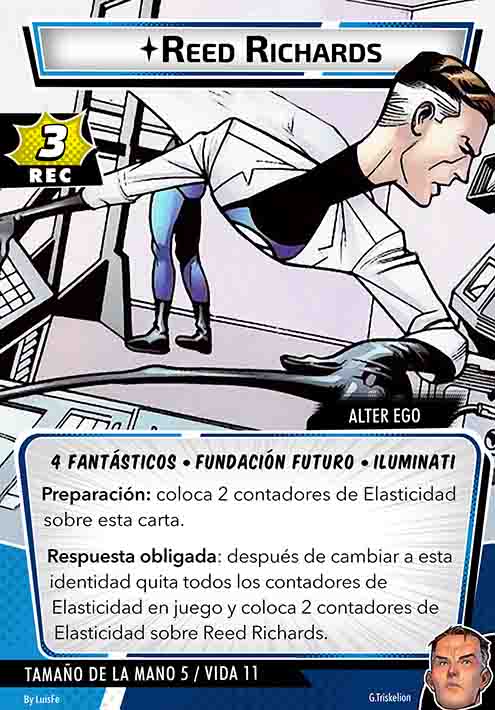 REED RICHARDS
3
REC
ALTER EGO
4 FANTÁSTICOS • FUNDACIÓN FUTURO • ILUMINATI
Preparación: coloca 2 contadores de Elasticidad
sobre esta carta.
Respuesta obligada: después de cambiar a esta
identidad quita todos los contadores de
Elasticidad en juego y coloca 2 contadores de
Elasticidad sobre Reed Richards.
TAMAÑO DE LA MANO 5 / VIDA 11
By LuisFe
G.Triskelion